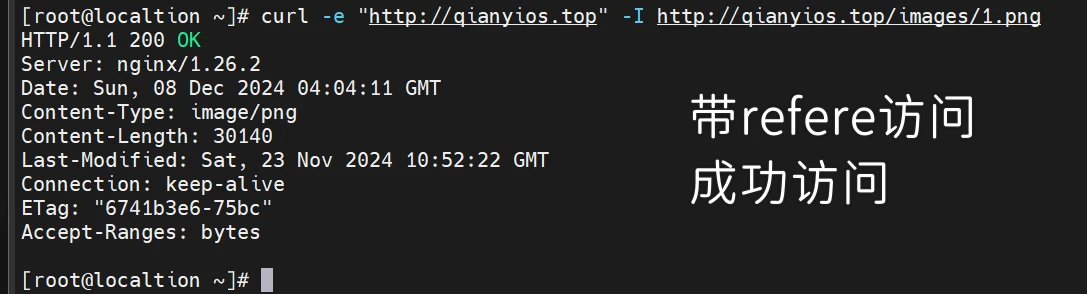 [root@localtion ~]# curl -e "http://qianyios.top" -I http://qianyios.top/images/1.png
HTTP/1.1 200 OK
Server: nginx/1.26.2
Date: Sun, 08 Dec 2024 04:04:11 GMT
Content-Type: image/png
Content-Length: 30140
Last-Modified: Sat, 23 Nov 2024 10:52:22 GMT
Connection: keep-alive
ETag: "6741b3e6-75bc"
Accept-Ranges: bytes
[root@localtion ~]#
带refere访问
成功访问